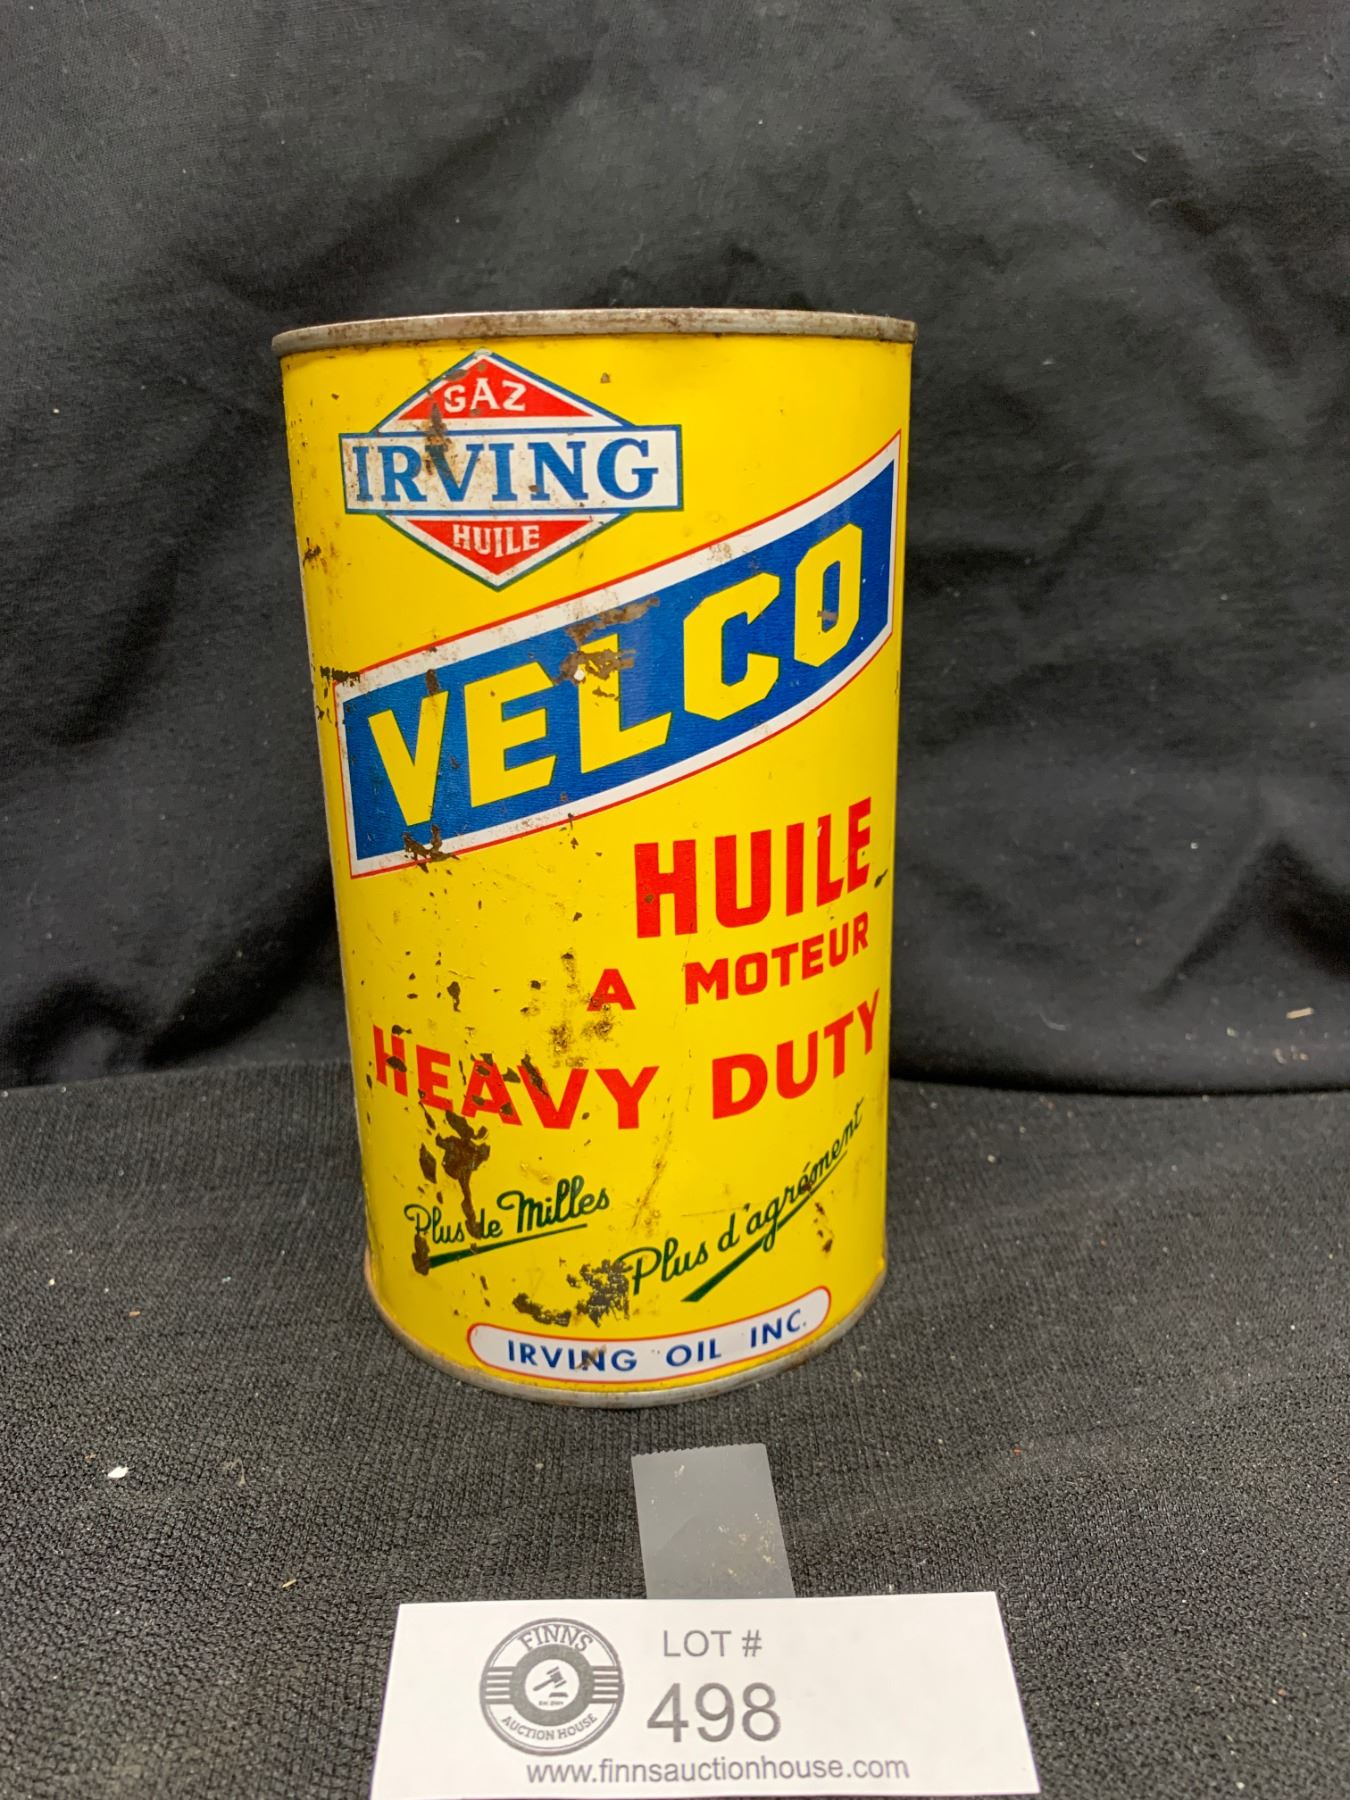 GAZ
IRVING
HUILE
VELCO
HUILE
A MOTEUR
HEAVY DUTY
Plus de Milles
Plus d'agrément
IRVING OIL INC.
FINNS
AUCTION HOUSE
LOT #
498
www.finnsauctionhouse.com